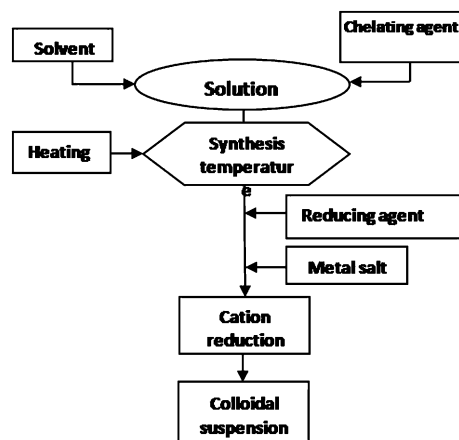 Solvent
Chelating agent
Solution
Heating
Synthesis
temperatur
e
Reducing agent
Metal salt
Cation
reduction
Colloidal
suspension